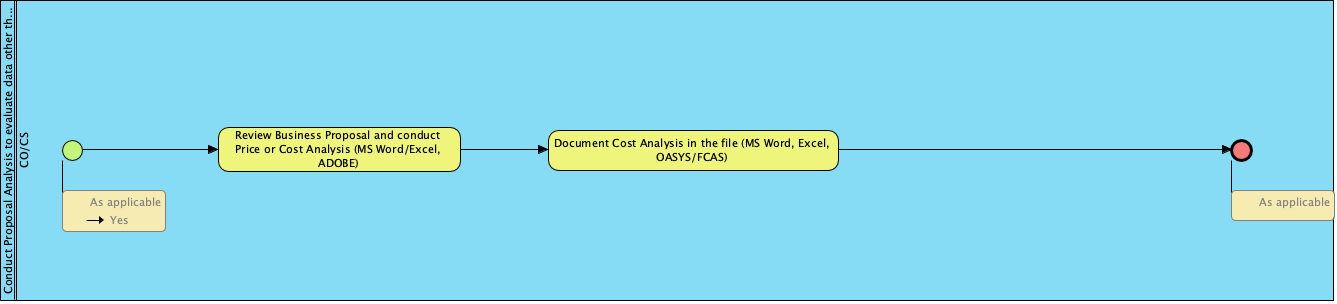 Conduct Proposal Analysis to evaluate data other th...
CO/CS
Review Business Proposal and conduct
Price or Cost Analysis (MS Word/Excel,
ADOBE)
Document Cost Analysis in the file (MS Word, Excel,
OASYS/FCAS)
As applicable
Yes
As applicable